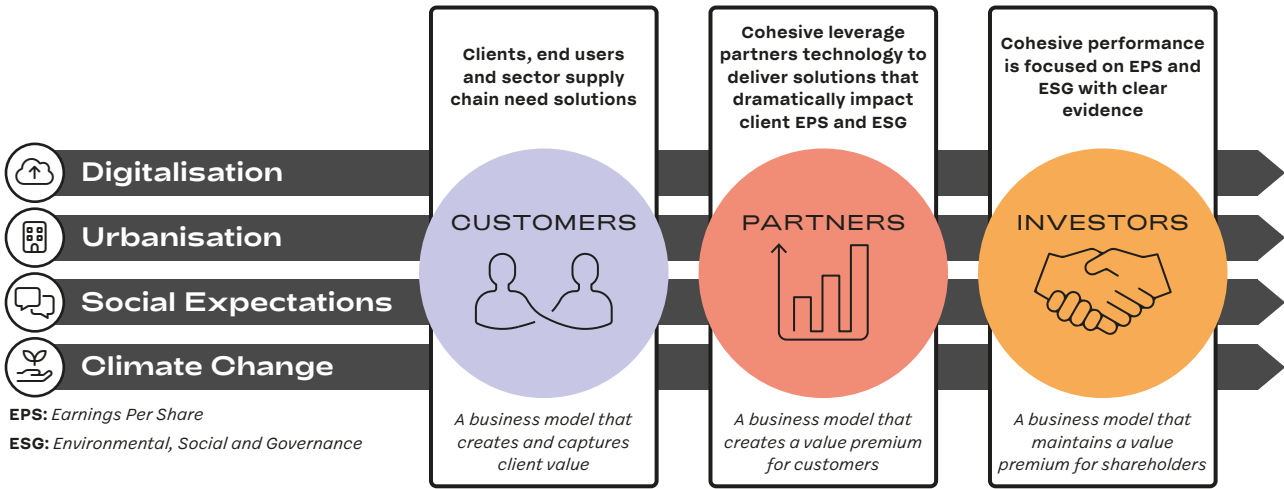 Clients, end users
and sector supply
chain need solutions
Cohesive leverage
partners technology to
deliver solutions that
dramatically impact
client EPS and ESG
Cohesive performance
is focused on EPS and
ESG with clear
evidence
Digitalisation
Urbanisation
Social Expectations
Climate Change
CUSTOMERS
PARTNERS
INVESTORS
EPS: Earnings Per Share
ESG: Environmental, Social and Governance
A business model that
creates and captures
client value
A business model that
creates a value premium
for customers
A business model that
maintains a value
premium for shareholders